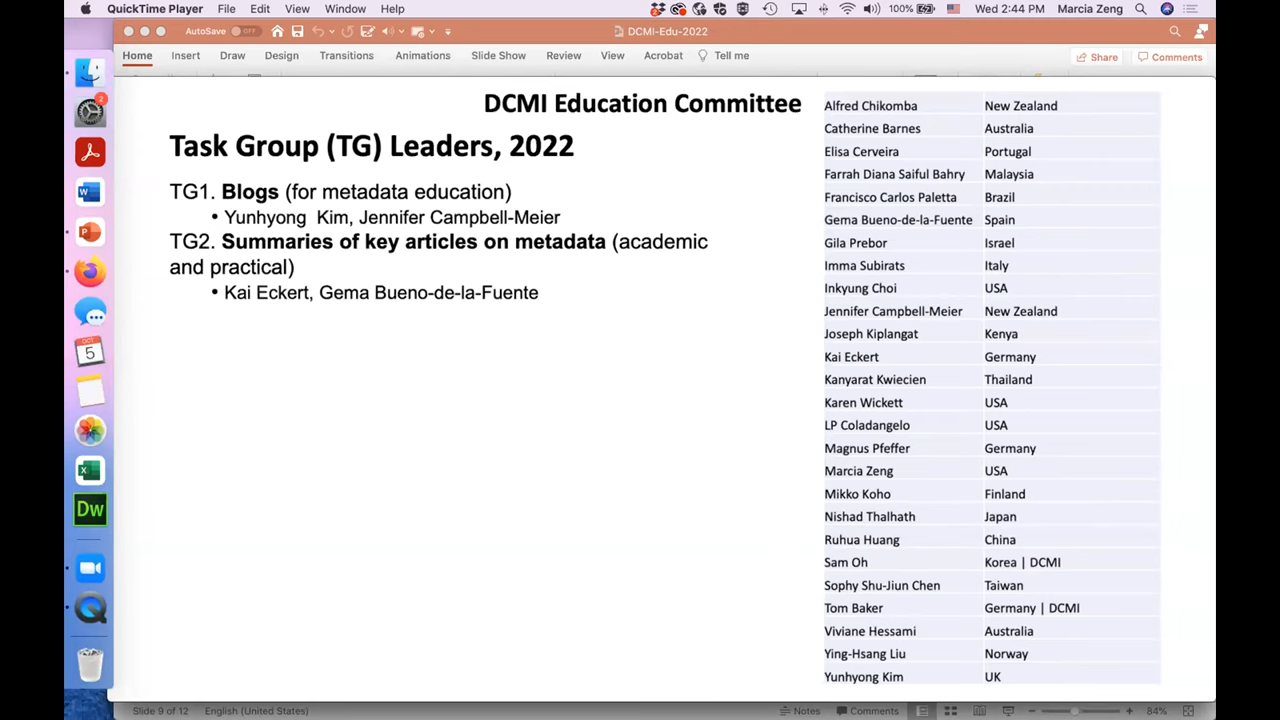 QuickTime Player File Edit View Window Help 100% Wed 2:44 PM Marcia Zeng
AutoSave OFF DCMI-Edu-2022
Home Insert Draw Design Transitions Animations Slide Show Review View Acrobat Tell me Share Comments
DCMI Education Committee
Task Group (TG) Leaders, 2022
TG1. Blogs (for metadata education)
• Yunhyong Kim, Jennifer Campbell-Meier
TG2. Summaries of key articles on metadata (academic
and practical)
• Kai Eckert, Gema Bueno-de-la-Fuente
Alfred Chikomba New Zealand
Catherine Barnes Australia
Elisa Cerveira Portugal
Farrah Diana Saiful Bahry Malaysia
Francisco Carlos Paletta Brazil
Gema Bueno-de-la-Fuente Spain
Gila Prebor Israel
Imma Subirats Italy
Inkyung Choi USA
Jennifer Campbell-Meier New Zealand
Joseph Kiplangat Kenya
Kai Eckert Germany
Kanyarat Kwiecien Thailand
Karen Wickett USA
LP Coladangelo USA
Magnus Pfeffer Germany
Marcia Zeng USA
Mikko Koho Finland
Nishad Thalhath Japan
Ruhua Huang China
Sam Oh Korea | DCMI
Sophy Shu-Jiun Chen Taiwan
Tom Baker Germany | DCMI
Viviane Hessami Australia
Ying-Hsang Liu Norway
Yunhyong Kim UK
2
W
P
OCT
5
X
Dw
Slide 9 of 12 English (United States) Notes Comments 84%